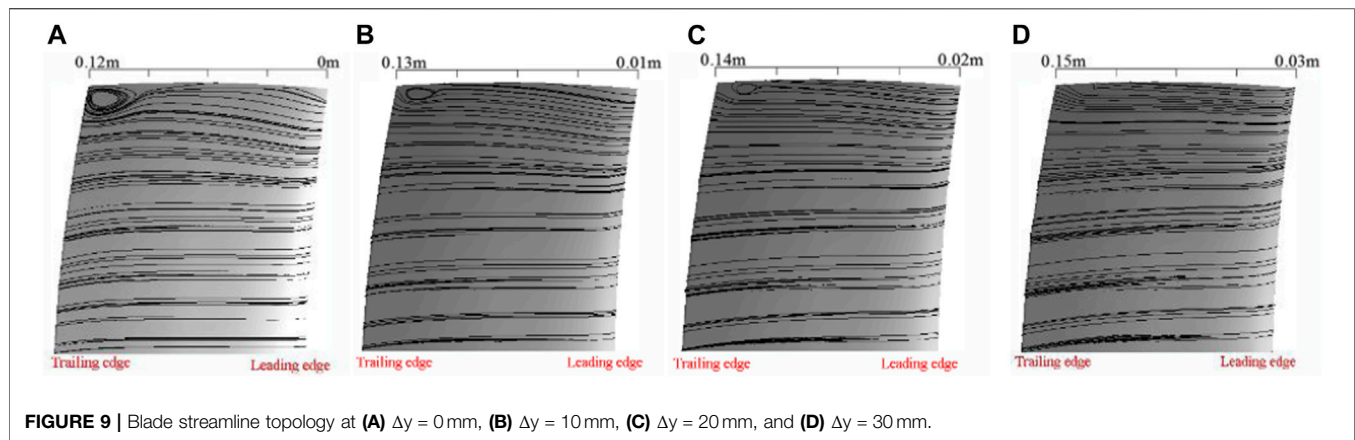 A B C D
0.12m 0m 0.13m 0.01m 0.14m 0.02m 0.15m 0.03m
Trailing edge Leading edge Trailing edge Leading edge Trailing edge Leading edge Trailing edge Leading edge
FIGURE 9 | Blade streamline topology at (A) Δy = 0 mm, (B) Δy = 10 mm, (C) Δy = 20 mm, and (D) Δy = 30 mm.